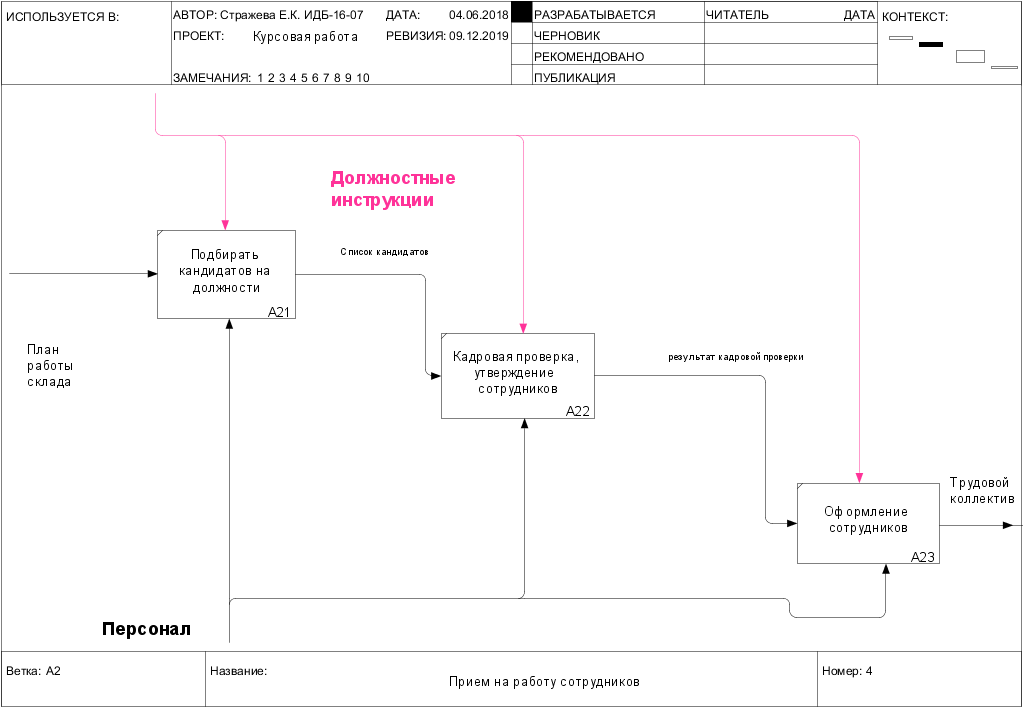 ИСПОЛЬЗУЕТСЯ В:
АВТОР: Стражева Е.К. ИДБ-16-07
ДАТА: 04.06.2018
ПРОЕКТ: Курсовая работа
РЕВИЗИЯ: 09.12.2019
ЗАМЕЧАНИЯ: 1 2 3 4 5 6 7 8 9 10
РАЗРАБАТЫВАЕТСЯ
ЧЕРНОВИК
РЕКОМЕНДОВАНО
ПУБЛИКАЦИЯ
ЧИТАТЕЛЬ ДАТА
КОНТЕКСТ:
Должностные
инструкции
Подбирать
кандидатов на
должности
A21
Список кандидатов
План
работы
склада
Кадровая проверка,
утверждение
сотрудников
A22
результат кадровой проверки
Оформление
сотрудников
A23
Трудовой
коллектив
Персонал
Ветка: A2
Название:
Прием на работу сотрудников
Номер: 4